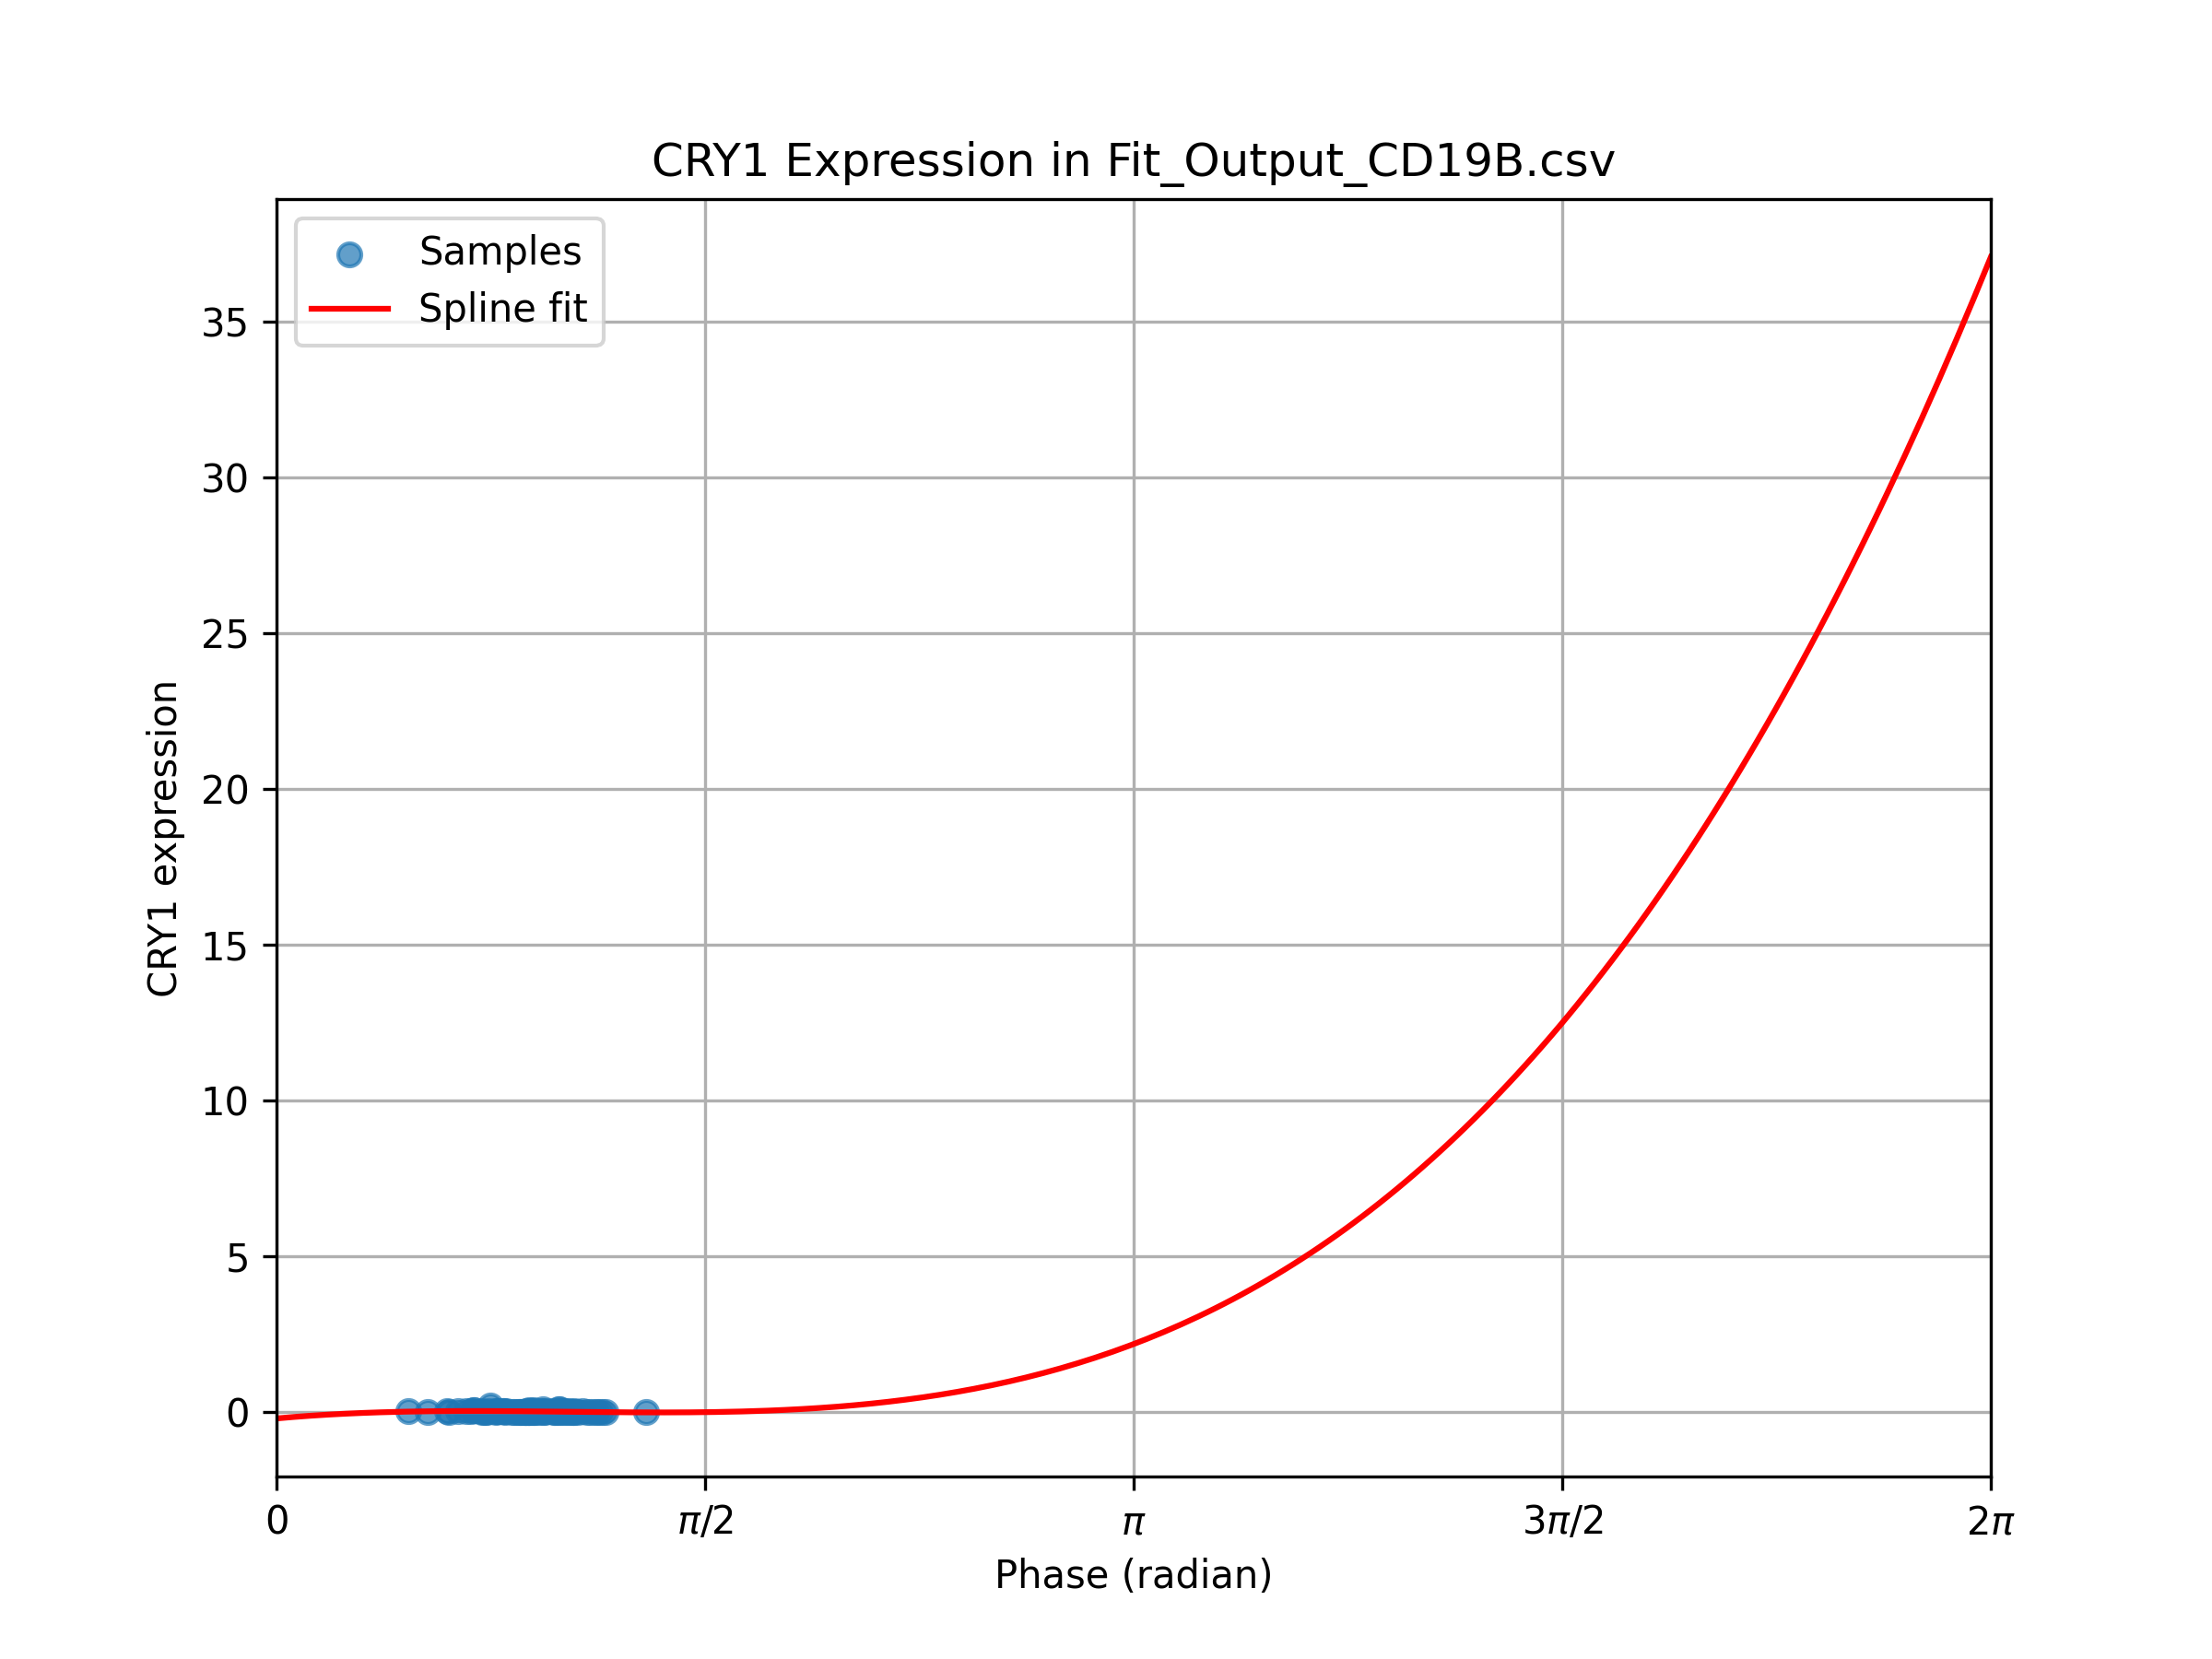 CRY1 Expression in Fit_Output_CD19B.csv
Samples
Spline fit
35
30
25
20
15
10
5
0
CRY1 expression
0 π/2 π 3π/2 2π
Phase (radian)